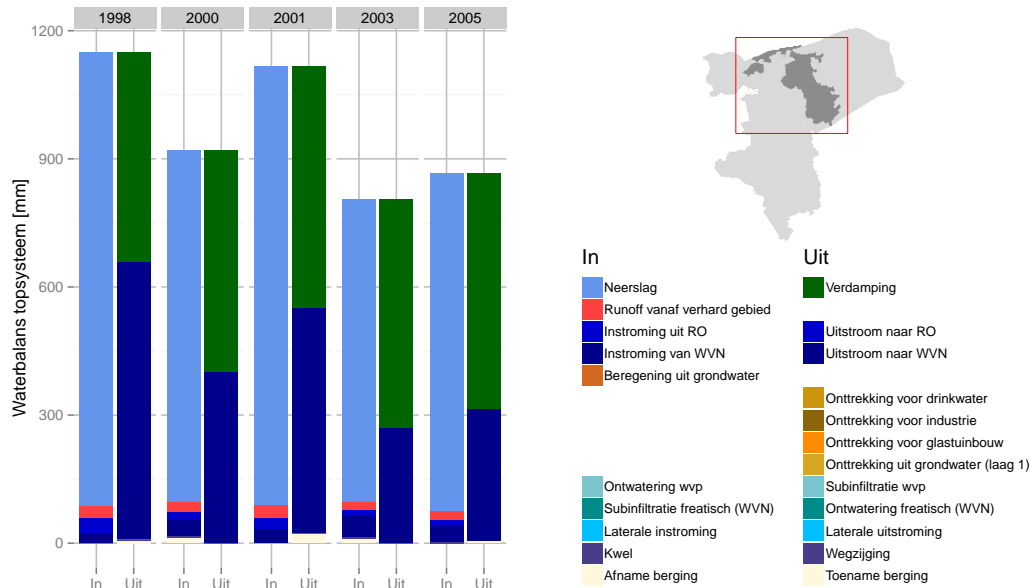 1998 2000 2001 2003 2005
Waterbalans topsysteem [mm]
1200
900
600
300
0
In Uit In Uit In Uit In Uit In Uit
In
Neerslag
Runoff vanaf verhard gebied
Instroming uit RO
Instroming van WVN
Beregening uit grondwater
Ontwatering wvp
Subinfiltratie freatisch (WVN)
Laterale instroming
Kwel
Afname berging
Uit
Verdamping
Uitstroom naar RO
Uitstroom naar WVN
Onttrekking voor drinkwater
Onttrekking voor industrie
Onttrekking voor glastuinbouw
Onttrekking uit grondwater (laag 1)
Subinfiltratie wvp
Ontwatering freatisch (WVN)
Laterale uitstroming
Wegzijging
Toename berging